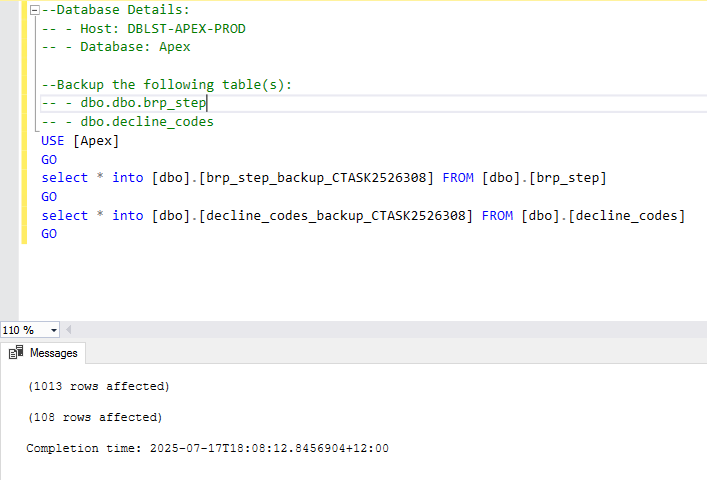 --Database Details:
-- - Host: DBLST-APEX-PROD
-- - Database: Apex
--Backup the following table(s):
-- - dbo.dbo.brp_step
-- - dbo.decline_codes
USE [Apex]
GO
select * into [dbo].[brp_step_backup_CTASK2526308] FROM [dbo].[brp_step]
GO
select * into [dbo].[decline_codes_backup_CTASK2526308] FROM [dbo].[decline_codes]
GO
110 %
Messages
(1013 rows affected)
(108 rows affected)
Completion time: 2025-07-17T18:08:12.8456904+12:00